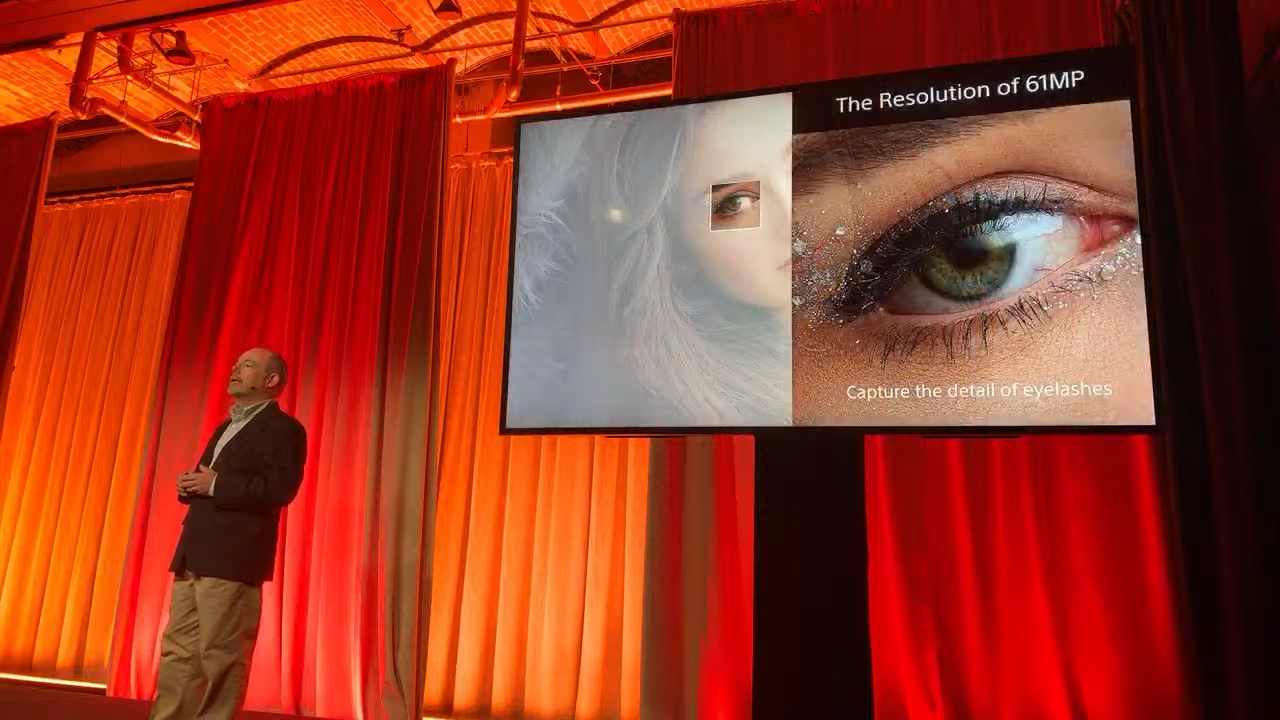 The Resolution of 61MP
Capture the detail of eyelashes